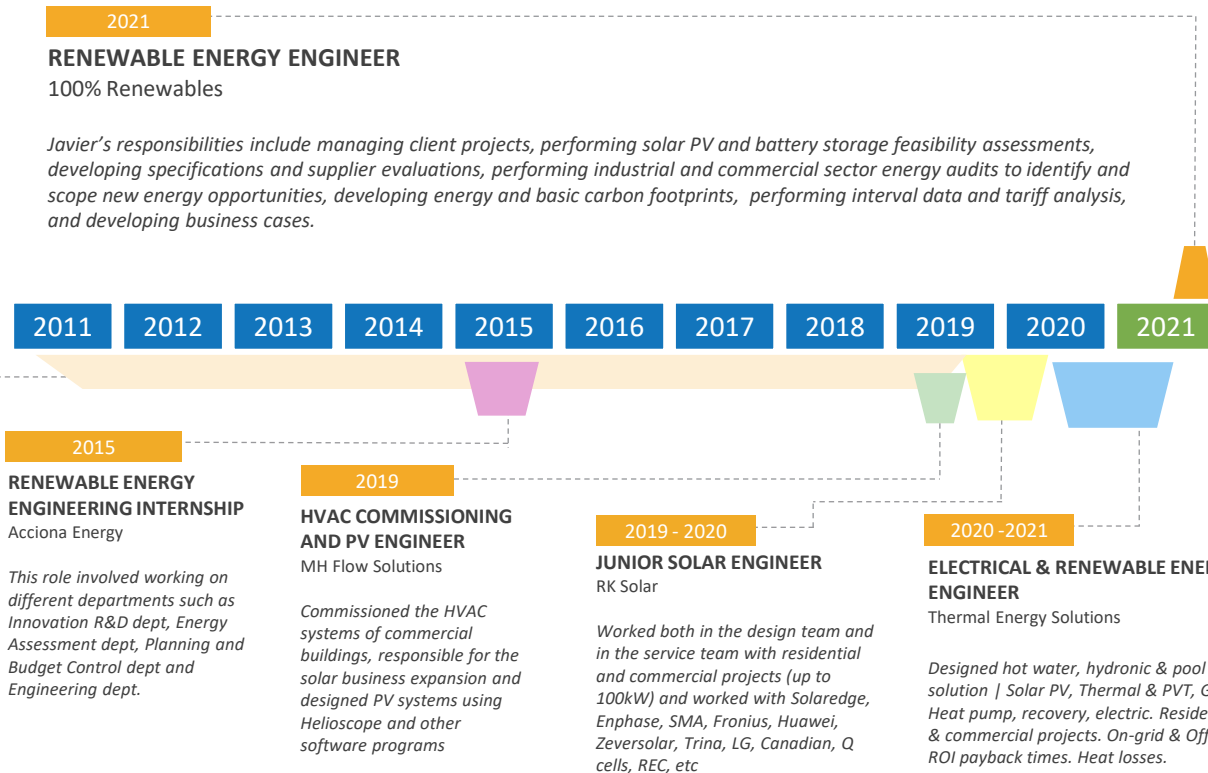 2021
RENEWABLE ENERGY ENGINEER
100% Renewables
Javier’s responsibilities include managing client projects, performing solar PV and battery storage feasibility assessments,
developing specifications and supplier evaluations, performing industrial and commercial sector energy audits to identify and
scope new energy opportunities, developing energy and basic carbon footprints, performing interval data and tariff analysis,
and developing business cases.
2011 2012 2013 2014 2015 2016 2017 2018 2019 2020 2021
2015
RENEWABLE ENERGY
ENGINEERING INTERNSHIP
Acciona Energy
This role involved working on
different departments such as
Innovation R&D dept, Energy
Assessment dept, Planning and
Budget Control dept and
Engineering dept.
2019
HVAC COMMISSIONING
AND PV ENGINEER
MH Flow Solutions
Commissioned the HVAC
systems of commercial
buildings, responsible for the
solar business expansion and
designed PV systems using
Helioscope and other
software programs
2019 - 2020
JUNIOR SOLAR ENGINEER
RK Solar
Worked both in the design team and
in the service team with residential
and commercial projects (up to
100kW) and worked with Solaredge,
Enphase, SMA, Fronius, Huawei,
Zeversolar, Trina, LG, Canadian, Q
cells, REC, etc
2020 -2021
ELECTRICAL & RENEWABLE
ENGINEER
Thermal Energy Solutions
Designed hot water, hydronic & pool
solution | Solar PV, Thermal & PVT,
Heat pump, recovery, electric.
& commercial projects. On-grid &
ROI payback times. Heat losses.